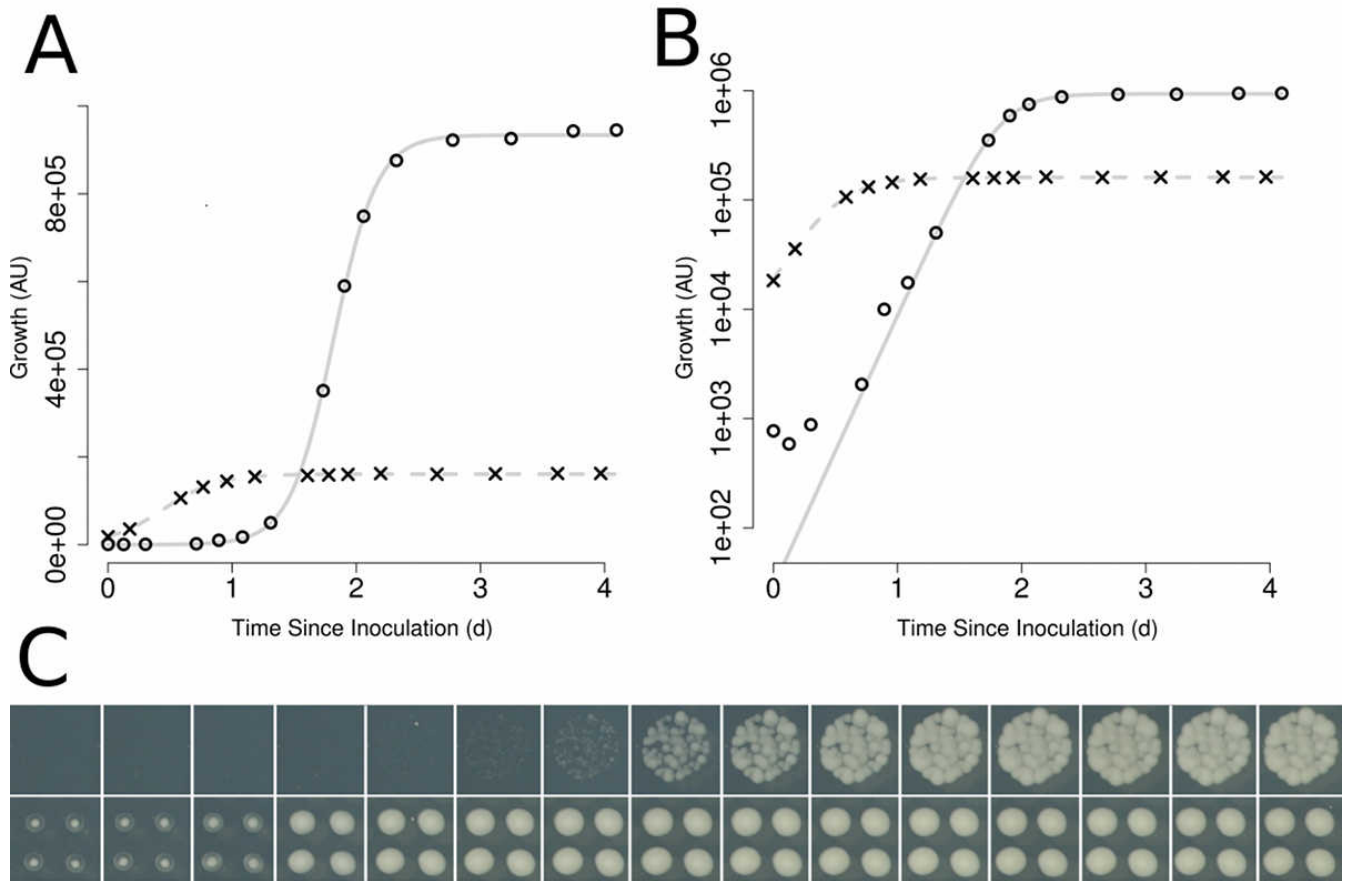 A
B
Growth (AU)
0e+00
4e+05
8e+05
0
1
2
3
4
Time Since Inoculation (d)
Growth (AU)
1e+02
1e+03
1e+04
1e+05
1e+06
0
1
2
3
4
Time Since Inoculation (d)
C